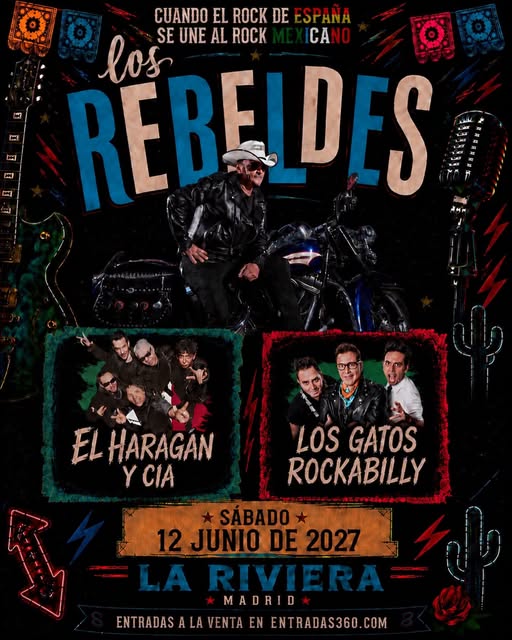 CUANDO EL ROCK DE ESPAÑA
SE UNE AL ROCK MEXICANO
los
REBELDES
EL HARAGÁN
Y CIA
LOS GATOS
ROCKABILLY
SÁBADO
12 JUNIO DE 2027
LA RIVIERA
MADRID
ENTRADAS A LA VENTA EN ENTRADAS360.COM